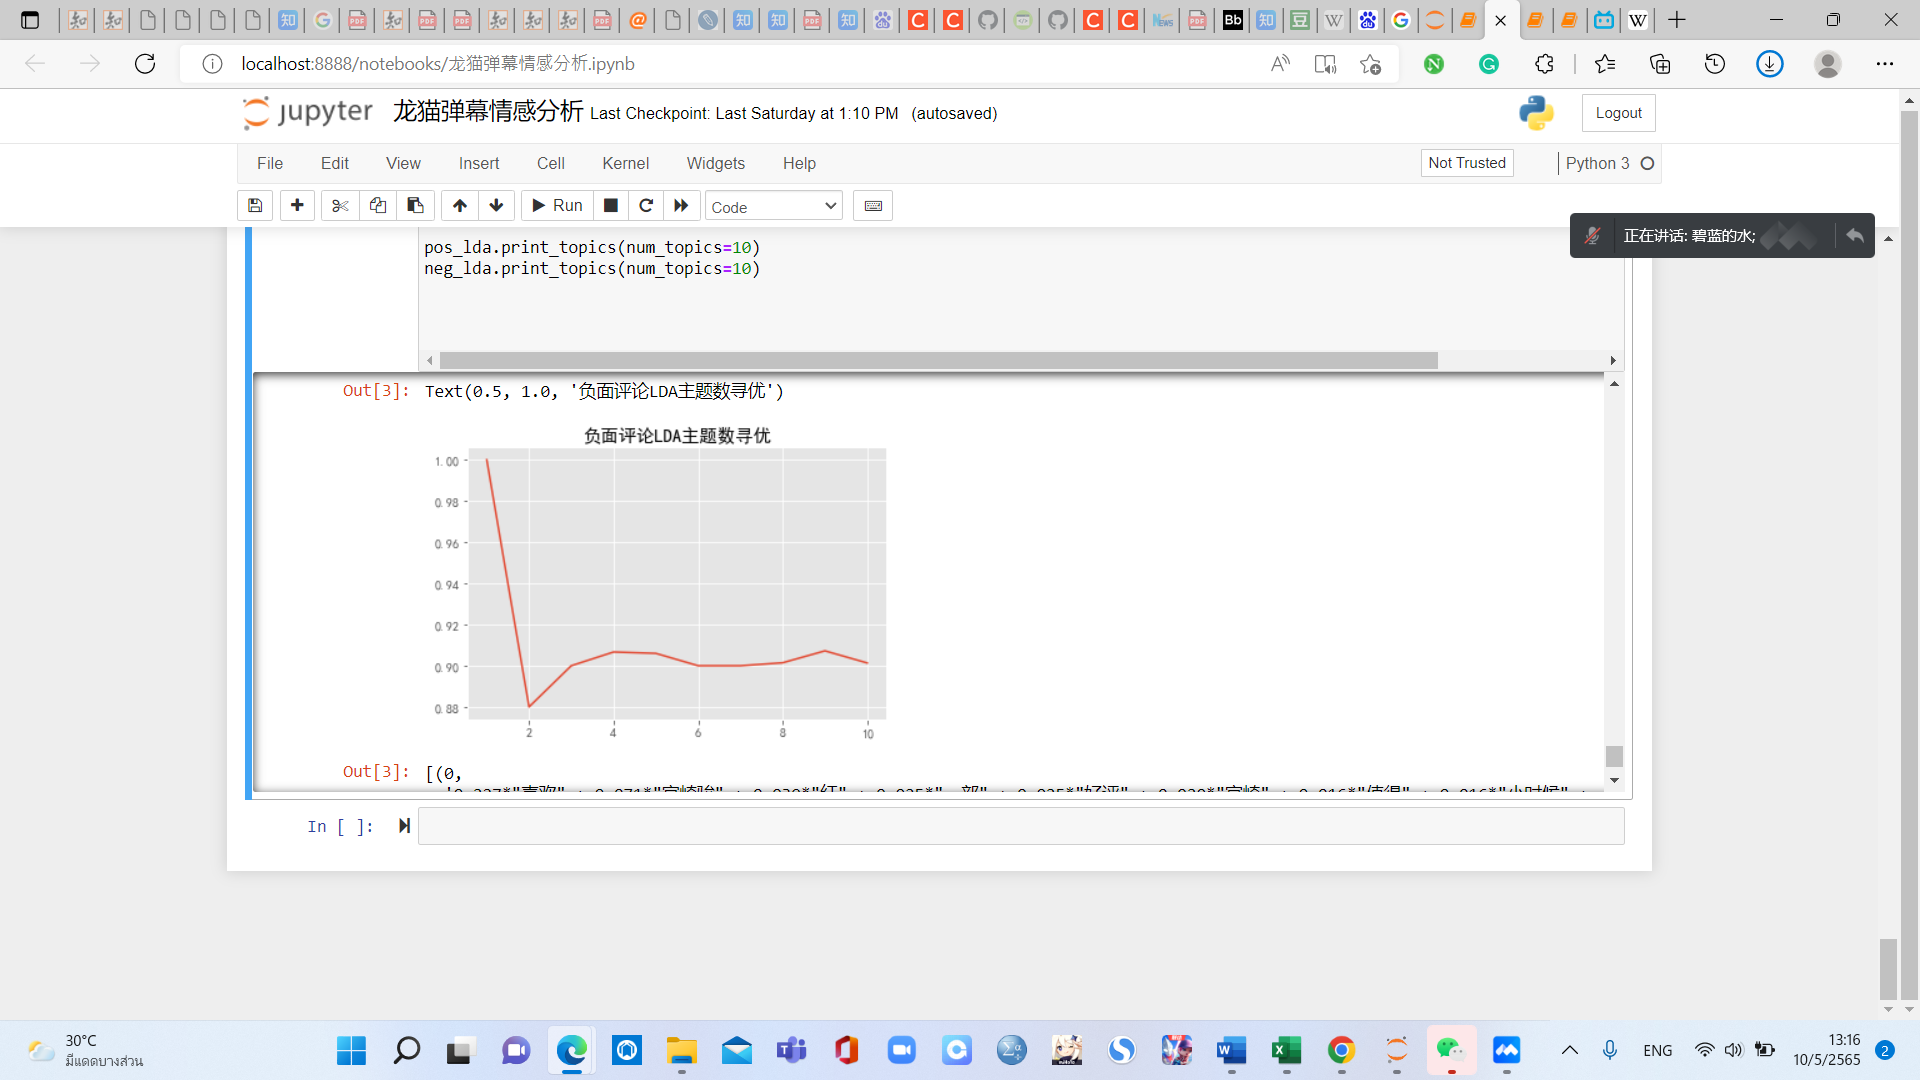 localhost:8888/notebooks/龙猫弹幕情感分析.ipynb
jupyter 龙猫弹幕情感分析 Last Checkpoint: Last Saturday at 1:10 PM (autosaved)
Logout
File Edit View Insert Cell Kernel Widgets Help
Not Trusted
Python 3
Run
Code
正在讲话: 碧蓝的水;
pos_lda.print_topics(num_topics=10)
neg_lda.print_topics(num_topics=10)
Out[3]: Text(0.5, 1.0, '负面评论LDA主题数寻优')
负面评论LDA主题数寻优
1.00
0.98
0.96
0.94
0.92
0.90
0.88
2 4 6 8 10
Out[3]: [(0,
In [ ]:
30°C
มีแดดบางส่วน
ENG
13:16
10/5/2565
2